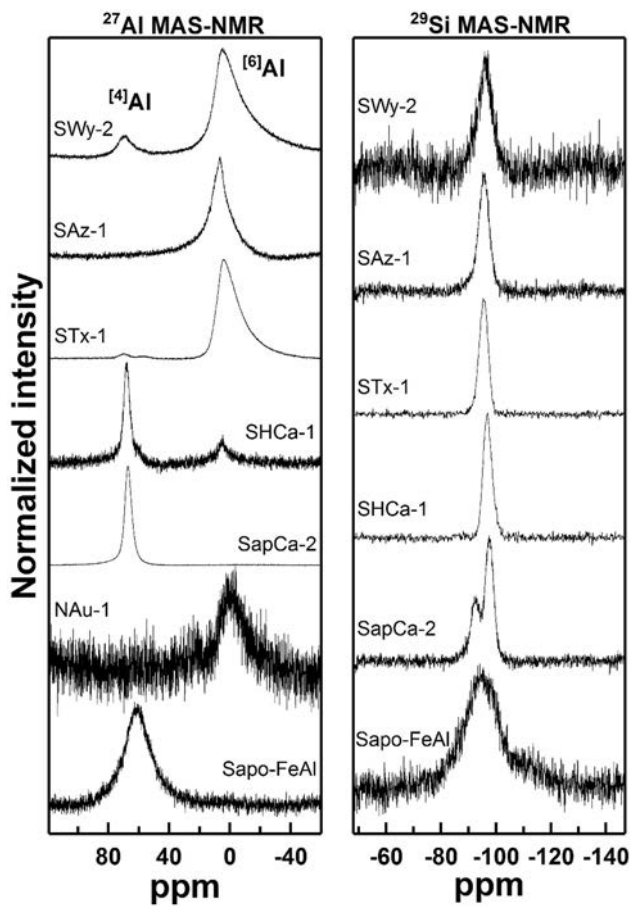 ²⁷Al MAS-NMR
[⁶]Al
[⁴]Al
SWy-2
SAz-1
STx-1
SHCa-1
SapCa-2
NAu-1
Sapo-FeAl
80 40 0 -40
ppm
Normalized intensity
²⁹Si MAS-NMR
SWy-2
SAz-1
STx-1
SHCa-1
SapCa-2
Sapo-FeAl
-60 -80 -100 -120 -140
ppm